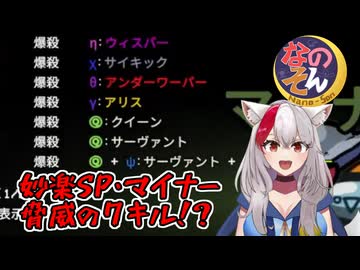 爆殺 η:ウィスパー
爆殺 χ:サイキック
爆殺 θ:アンダーワーパー
爆殺 γ:アリス
爆殺 Q:クイーン
爆殺 Q:サーヴァント
爆殺 Q + ψ:サーヴァント +
なのそん
Nano-Son
妙楽SP・マイナー
脅威の7キル!?